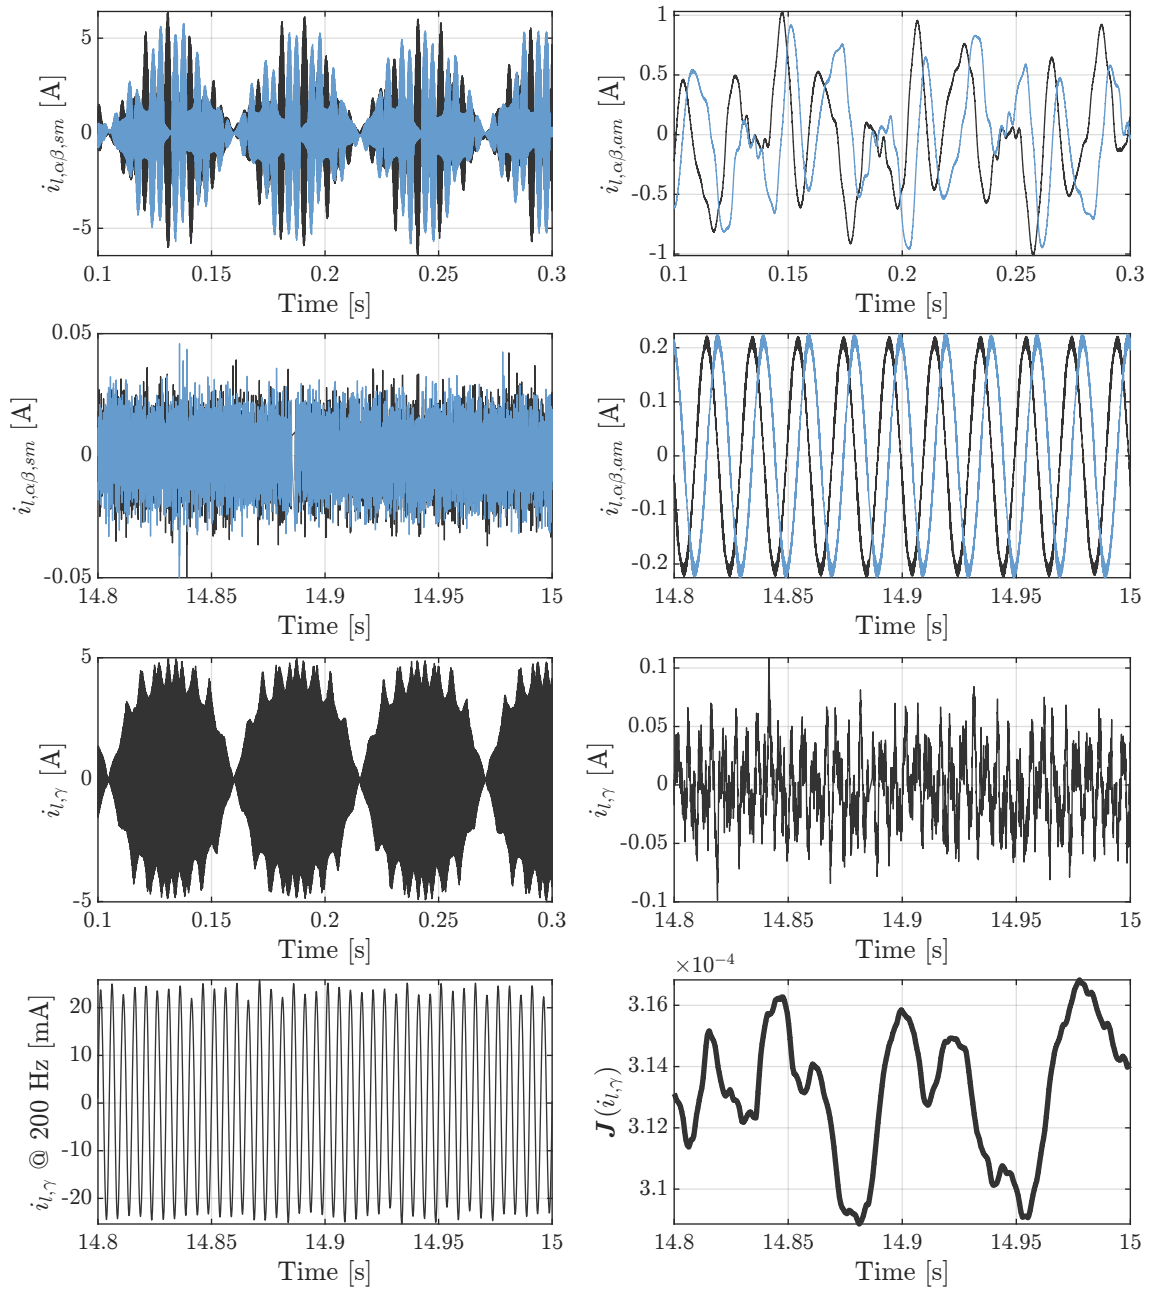 5
0
-5
i_{l,αβ,sm} [A]
0.1 0.15 0.2 0.25 0.3
Time [s]
1
0.5
0
-0.5
-1
i_{l,αβ,am} [A]
0.1 0.15 0.2 0.25 0.3
Time [s]
0.05
0
-0.05
i_{l,αβ,sm} [A]
14.8 14.85 14.9 14.95 15
Time [s]
0.2
0.1
0
-0.1
-0.2
i_{l,αβ,am} [A]
14.8 14.85 14.9 14.95 15
Time [s]
5
0
-5
i_{l,γ} [A]
0.1 0.15 0.2 0.25 0.3
Time [s]
0.1
0.05
0
-0.05
-0.1
i_{l,γ} [A]
14.8 14.85 14.9 14.95 15
Time [s]
20
10
0
-10
-20
i_{l,γ} @ 200 Hz [mA]
14.8 14.85 14.9 14.95 15
Time [s]
×10⁻⁴
3.16
3.14
3.12
3.1
J(i_{l,γ})
14.8 14.85 14.9 14.95 15
Time [s]